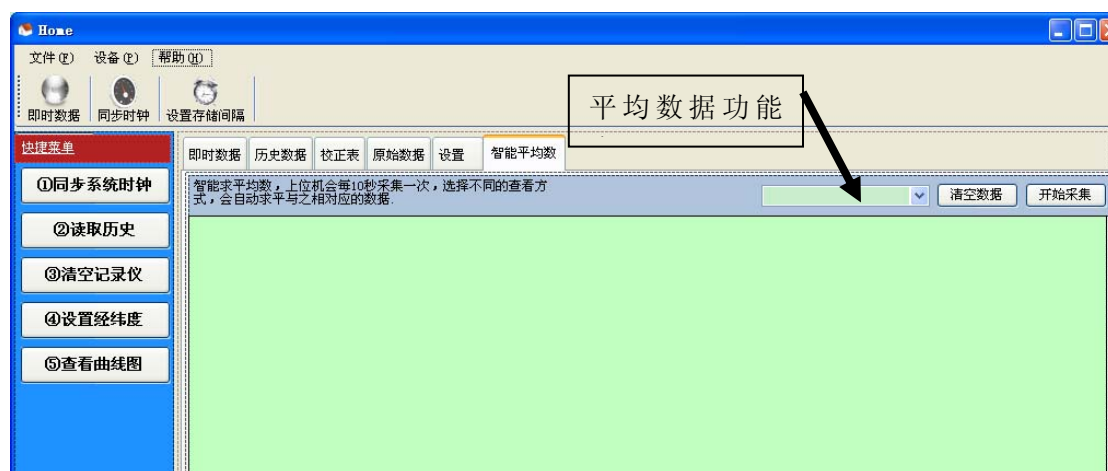 Home
文件(F) 设备(P) 帮助(H)
即时数据 同步时钟 设置存储间隔
平均数据功能
快捷菜单
①同步系统时钟
②读取历史
③清空记录仪
④设置经纬度
⑤查看曲线图
即时数据 历史数据 校正表 原始数据 设置 智能平均数
智能求平均数，上位机会每10秒采集一次，选择不同的查看方
式，会自动求平与之相对应的数据.
清空数据 开始采集